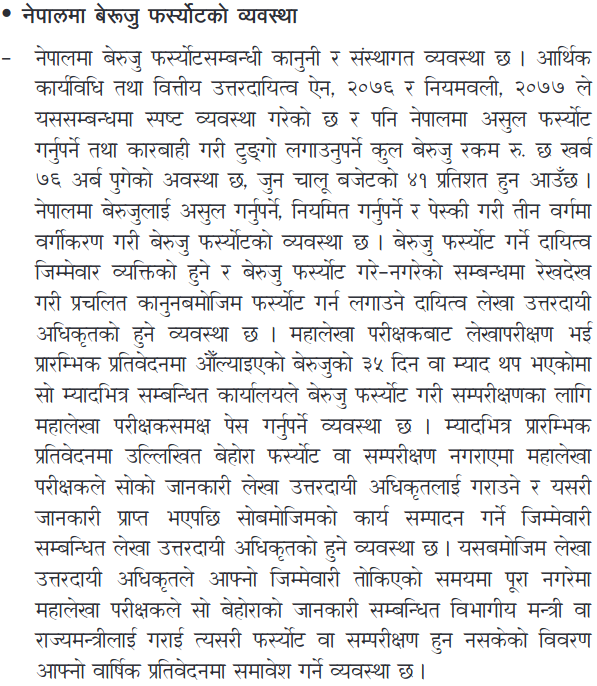 • नेपालमा बेरूजु फर्स्योटको व्यवस्था
– नेपालमा बेरुजु फर्स्योटसम्बन्धी कानुनी र संस्थागत व्यवस्था छ । आर्थिक
कार्यविधि तथा वित्तीय उत्तरदायित्व ऐन, २०७६ र नियमवली, २०७७ ले
यससम्बन्धमा स्पष्ट व्यवस्था गरेको छ र पनि नेपालमा असुल फर्स्योट
गर्नुपर्ने तथा कारबाही गरी टुङ्गो लगाउनुपर्ने कुल बेरुजु रकम रु. छ खर्ब
७६ अर्ब पुगेको अवस्था छ, जुन चालू बजेटको ४१ प्रतिशत हुन आउँछ ।
नेपालमा बेरुजुलाई असुल गर्नुपर्ने, नियमित गर्नुपर्ने र पेस्की गरी तीन वर्गमा
वर्गीकरण गरी बेरुजु फर्स्योटको व्यवस्था छ । बेरुजु फर्स्योट गर्ने दायित्व
जिम्मेवार व्यक्तिको हुने र बेरुजु फर्स्योट गरे–नगरेको सम्बन्धमा रेखदेख
गरी प्रचलित कानुनबमोजिम फर्स्योट गर्न लगाउने दायित्व लेखा उत्तरदायी
अधिकृतको हुने व्यवस्था छ । महालेखा परीक्षकबाट लेखापरीक्षण भई
प्रारम्भिक प्रतिवेदनमा औँल्याइएको बेरुजुको ३५ दिन वा म्याद थप भएकोमा
सो म्यादभित्र सम्बन्धित कार्यालयले बेरुजु फर्स्योट गरी सम्परीक्षणका लागि
महालेखा परीक्षकसमक्ष पेस गर्नुपर्ने व्यवस्था छ । म्यादभित्र प्रारम्भिक
प्रतिवेदनमा उल्लिखित बेहोरा फर्स्योट वा सम्परीक्षण नगराएमा महालेखा
परीक्षकले सोको जानकारी लेखा उत्तरदायी अधिकृतलाई गराउने र यसरी
जानकारी प्राप्त भएपछि सोबमोजिमको कार्य सम्पादन गर्ने जिम्मेवारी
सम्बन्धित लेखा उत्तरदायी अधिकृतको हुने व्यवस्था छ । यसबमोजिम लेखा
उत्तरदायी अधिकृतले आफ्नो जिम्मेवारी तोकिएको समयमा पूरा नगरेमा
महालेखा परीक्षकले सो बेहोराको जानकारी सम्बन्धित विभागीय मन्त्री वा
राज्यमन्त्रीलाई गराई त्यसरी फर्स्योट वा सम्परीक्षण हुन नसकेको विवरण
आफ्नो वार्षिक प्रतिवेदनमा समावेश गर्ने व्यवस्था छ ।